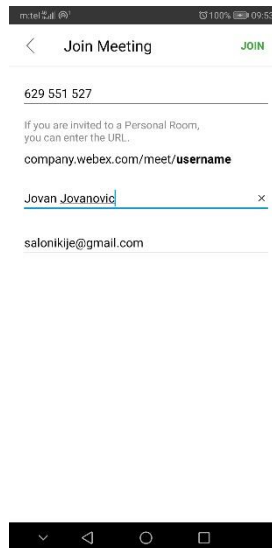 m:tel 100% 09:53
Join Meeting JOIN
629 551 527
If you are invited to a Personal Room,
you can enter the URL.
company.webex.com/meet/username
Jovan Jovanovic
salonikije@gmail.com